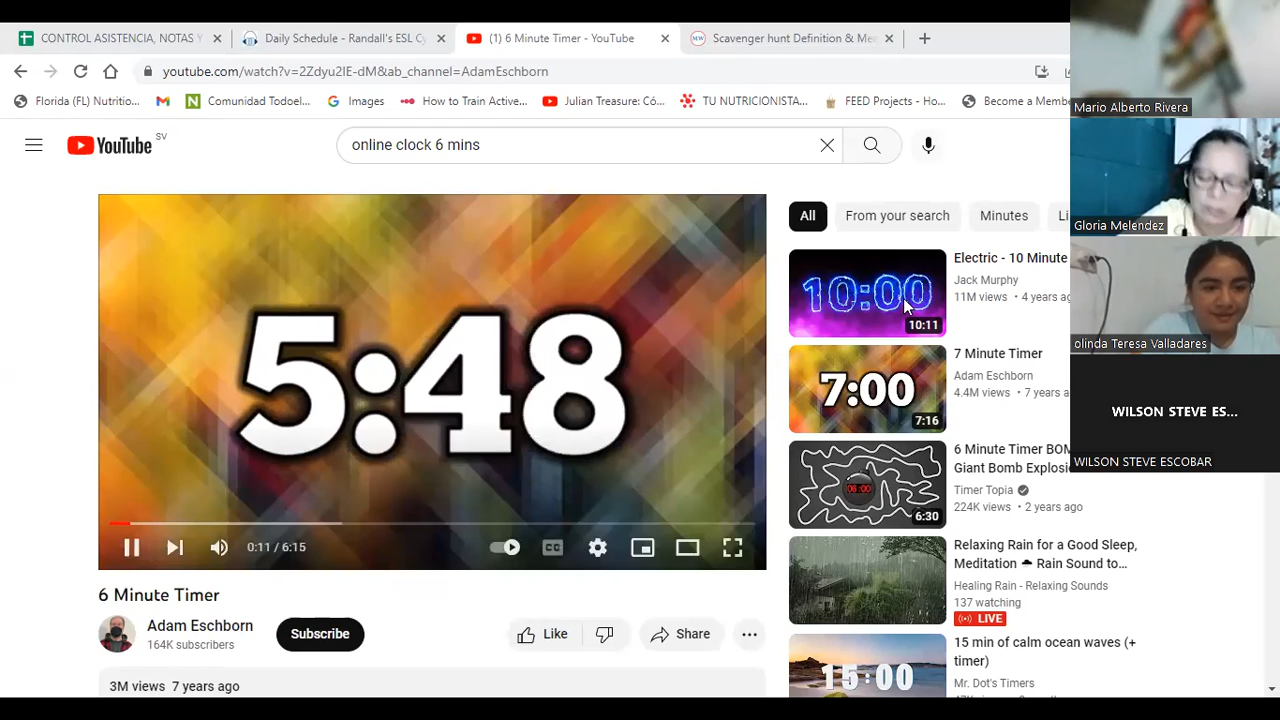 CONTROL ASISTENCIA, NOTAS Y
Daily Schedule - Randall's ESL Cy
(1) 6 Minute Timer - YouTube
Scavenger hunt Definition & Me
youtube.com/watch?v=2Zdyu2lE-dM&ab_channel=AdamEschborn
Florida (FL) Nutritio...
Comunidad Todoel...
Images
How to Train Active...
Julian Treasure: Có...
TU NUTRICIONISTA...
FEED Projects - Ho...
Become a Membe
YouTube SV
online clock 6 mins
5:48
0:11 / 6:15
CC
6 Minute Timer
Adam Eschborn
164K subscribers
Subscribe
Like
Share
3M views 7 years ago
All
From your search
Minutes
Li
10:00
10:11
Electric - 10 Minute
Jack Murphy
11M views • 4 years ag
7:00
7:16
7 Minute Timer
Adam Eschborn
4.4M views • 7 years a
06:00
6:30
6 Minute Timer BOM
Giant Bomb Explosi
Timer Topia
224K views • 2 years ago
Relaxing Rain for a Good Sleep,
Meditation 🌧 Rain Sound to...
Healing Rain - Relaxing Sounds
137 watching
LIVE
15:00
15 min of calm ocean waves (+
timer)
Mr. Dot's Timers
Mario Alberto Rivera
Gloria Melendez
olinda Teresa Valladares
WILSON STEVE ES...
WILSON STEVE ESCOBAR